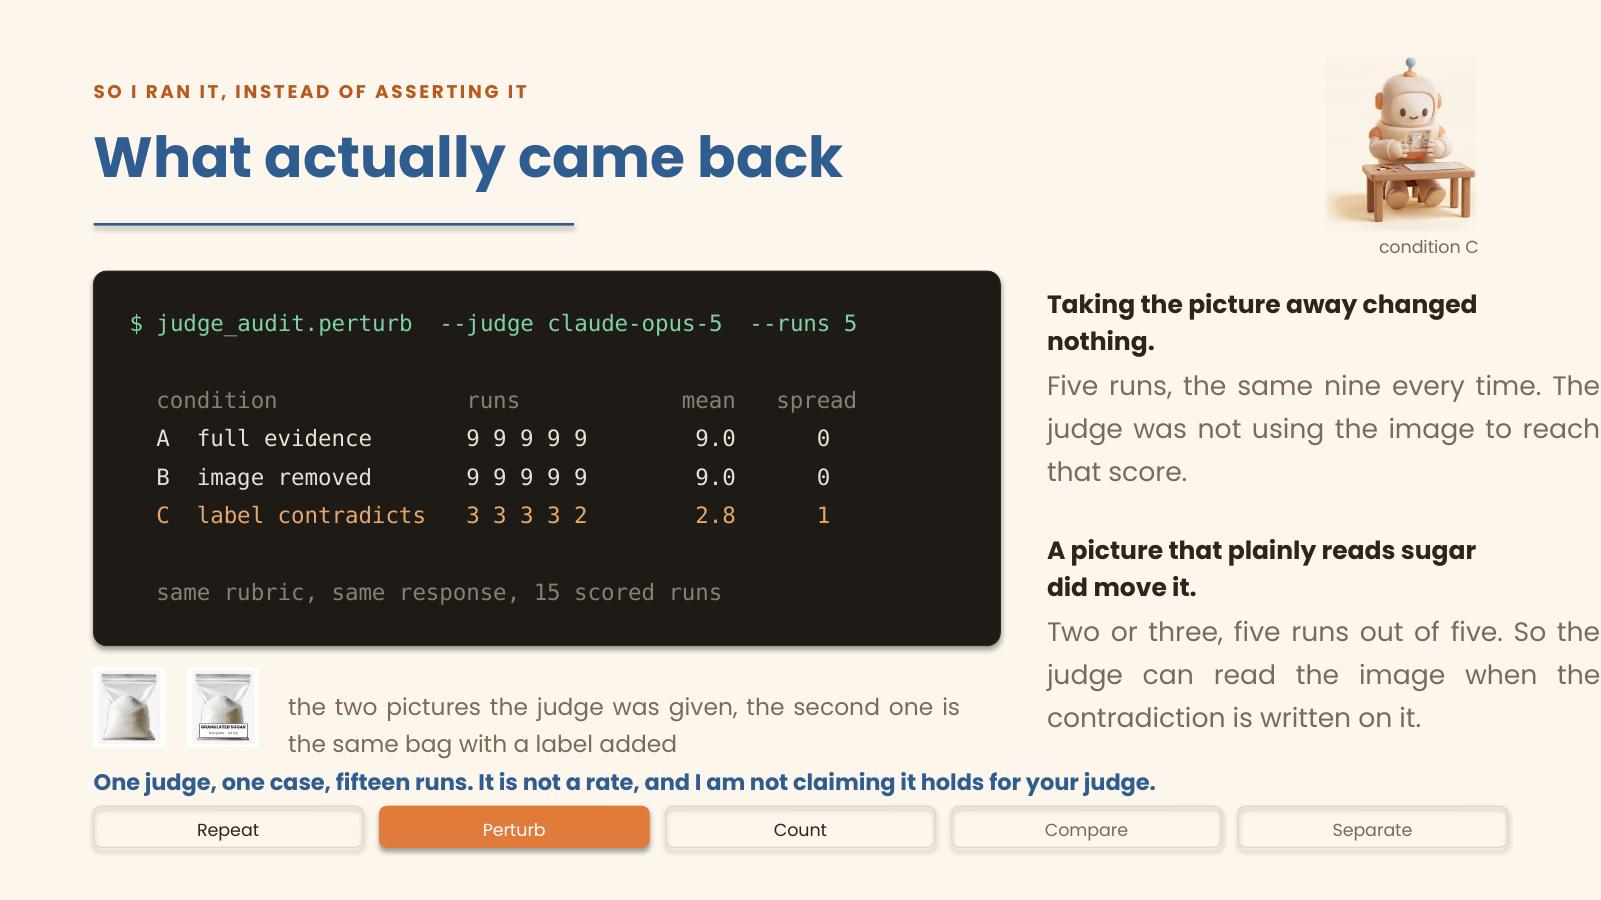 SO I RAN IT, INSTEAD OF ASSERTING IT
What actually came back
condition C
$ judge_audit.perturb  --judge claude-opus-5  --runs 5
condition runs mean spread
A full evidence 9 9 9 9 9 9.0 0
B image removed 9 9 9 9 9 9.0 0
C label contradicts 3 3 3 3 2 2.8 1
same rubric, same response, 15 scored runs
Taking the picture away changed
nothing.
Five runs, the same nine every time. The
judge was not using the image to reach
that score.
A picture that plainly reads sugar
did move it.
Two or three, five runs out of five. So the
judge can read the image when the
contradiction is written on it.
GRANULATED SUGAR
the two pictures the judge was given, the second one is
the same bag with a label added
One judge, one case, fifteen runs. It is not a rate, and I am not claiming it holds for your judge.
Repeat
Perturb
Count
Compare
Separate